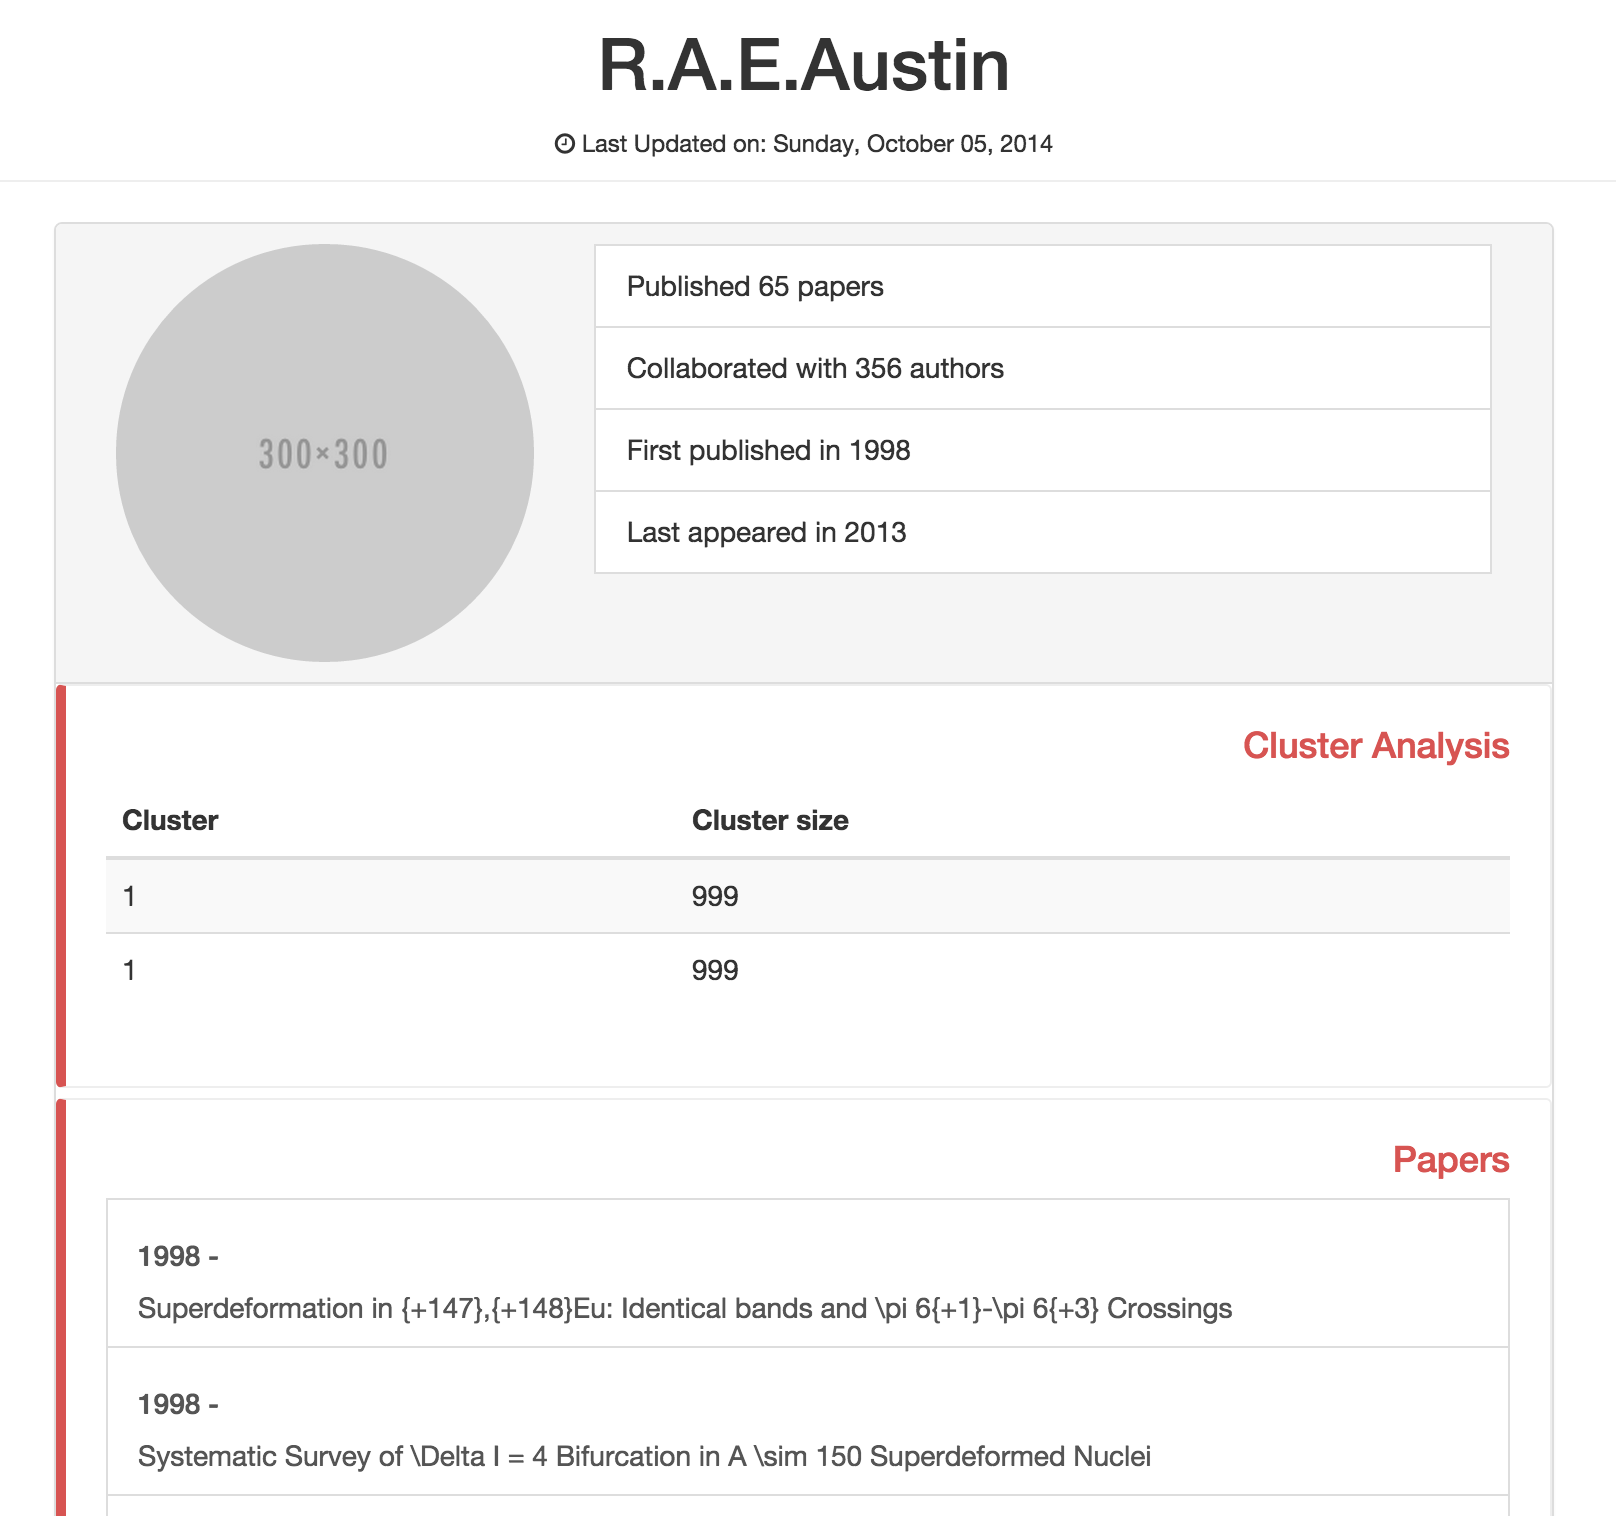 R.A.E.Austin
Last Updated on: Sunday, October 05, 2014
300×300
Published 65 papers
Collaborated with 356 authors
First published in 1998
Last appeared in 2013
Cluster Analysis
Cluster Cluster size
1 999
1 999
Papers
1998 -
Superdeformation in {+147},{+148}Eu: Identical bands and \pi 6{+1}-\pi 6{+3} Crossings
1998 -
Systematic Survey of \Delta I = 4 Bifurcation in A \sim 150 Superdeformed Nuclei